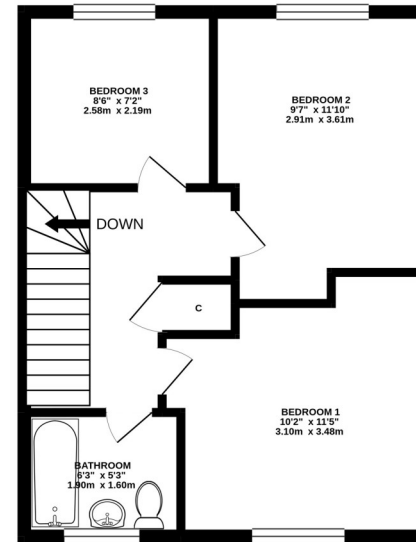 BEDROOM 3
8'6" x 7'2"
2.58m x 2.19m
BEDROOM 2
9'7" x 11'10"
2.91m x 3.61m
DOWN
C
BEDROOM 1
10'2" x 11'5"
3.10m x 3.48m
BATHROOM
6'3" x 5'3"
1.90m x 1.60m